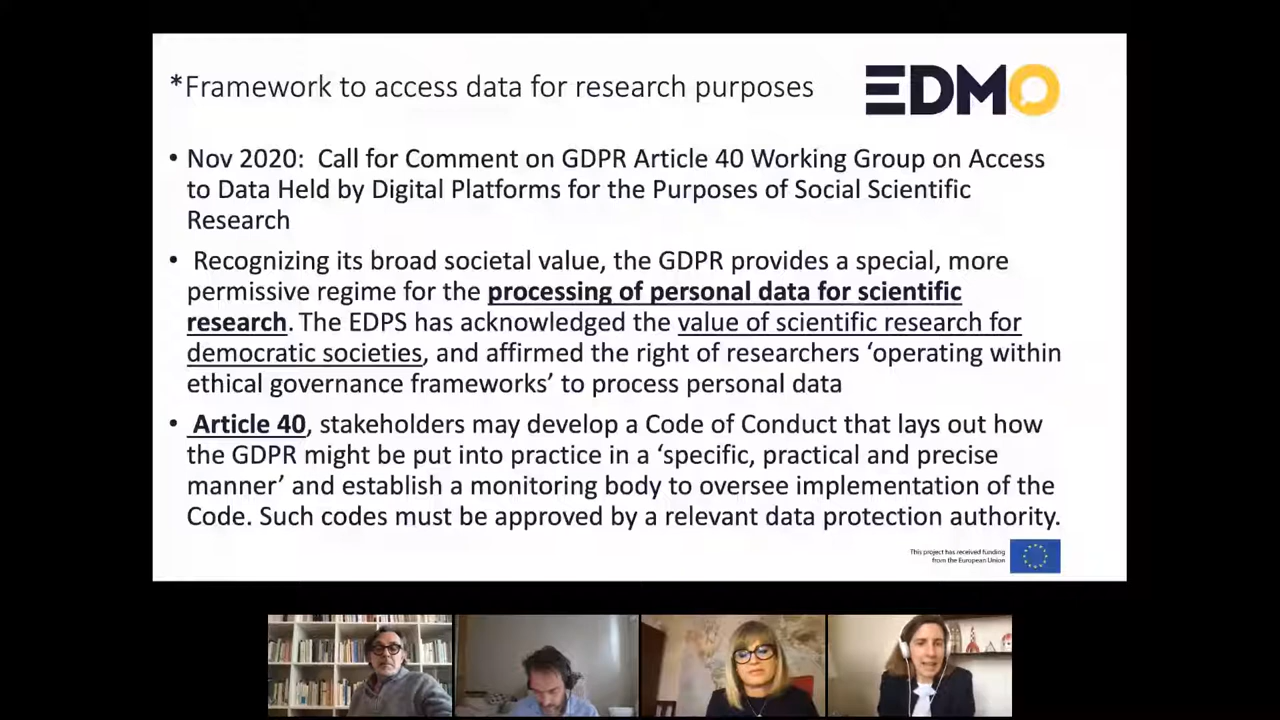 *Framework to access data for research purposes
EDMO
• Nov 2020: Call for Comment on GDPR Article 40 Working Group on Access
to Data Held by Digital Platforms for the Purposes of Social Scientific
Research
• Recognizing its broad societal value, the GDPR provides a special, more
permissive regime for the processing of personal data for scientific
research. The EDPS has acknowledged the value of scientific research for
democratic societies, and affirmed the right of researchers ‘operating within
ethical governance frameworks’ to process personal data
• Article 40, stakeholders may develop a Code of Conduct that lays out how
the GDPR might be put into practice in a ‘specific, practical and precise
manner’ and establish a monitoring body to oversee implementation of the
Code. Such codes must be approved by a relevant data protection authority.
This project has received funding
from the European Union